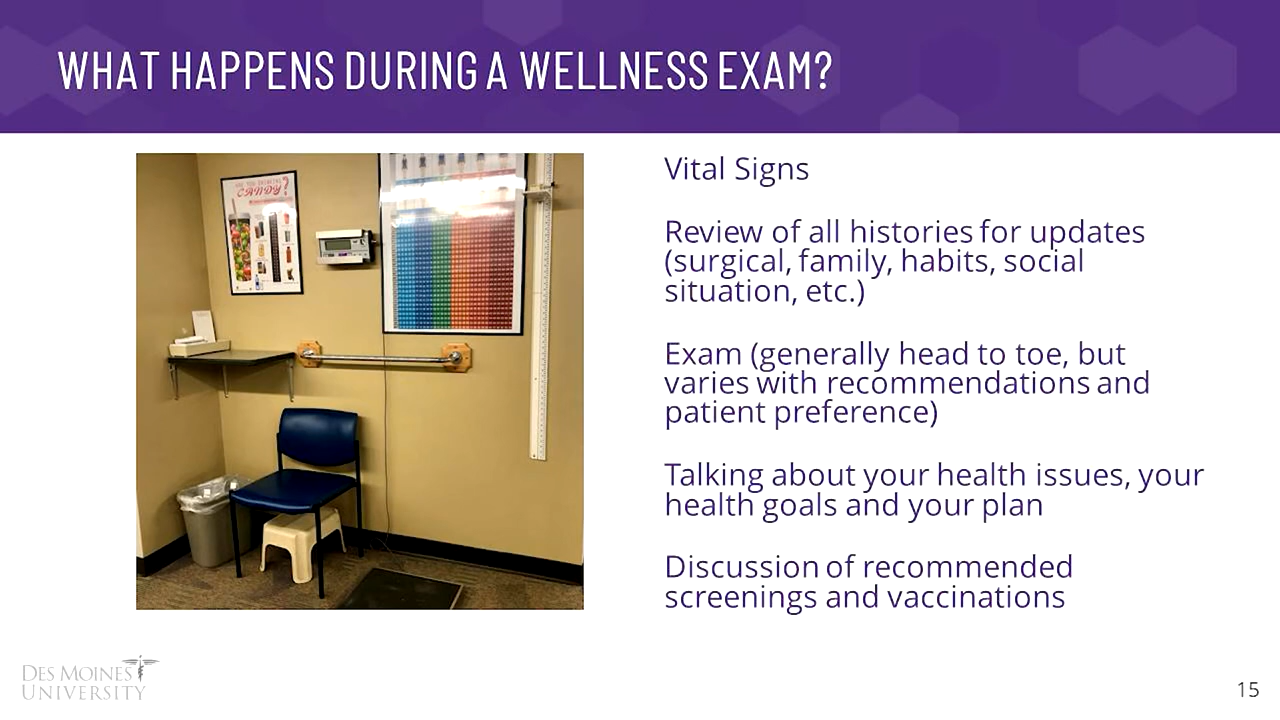 WHAT HAPPENS DURING A WELLNESS EXAM?
CANDY?
Vital Signs
Review of all histories for updates
(surgical, family, habits, social
situation, etc.)
Exam (generally head to toe, but
varies with recommendations and
patient preference)
Talking about your health issues, your
health goals and your plan
Discussion of recommended
screenings and vaccinations
DES MOINES
UNIVERSITY
15